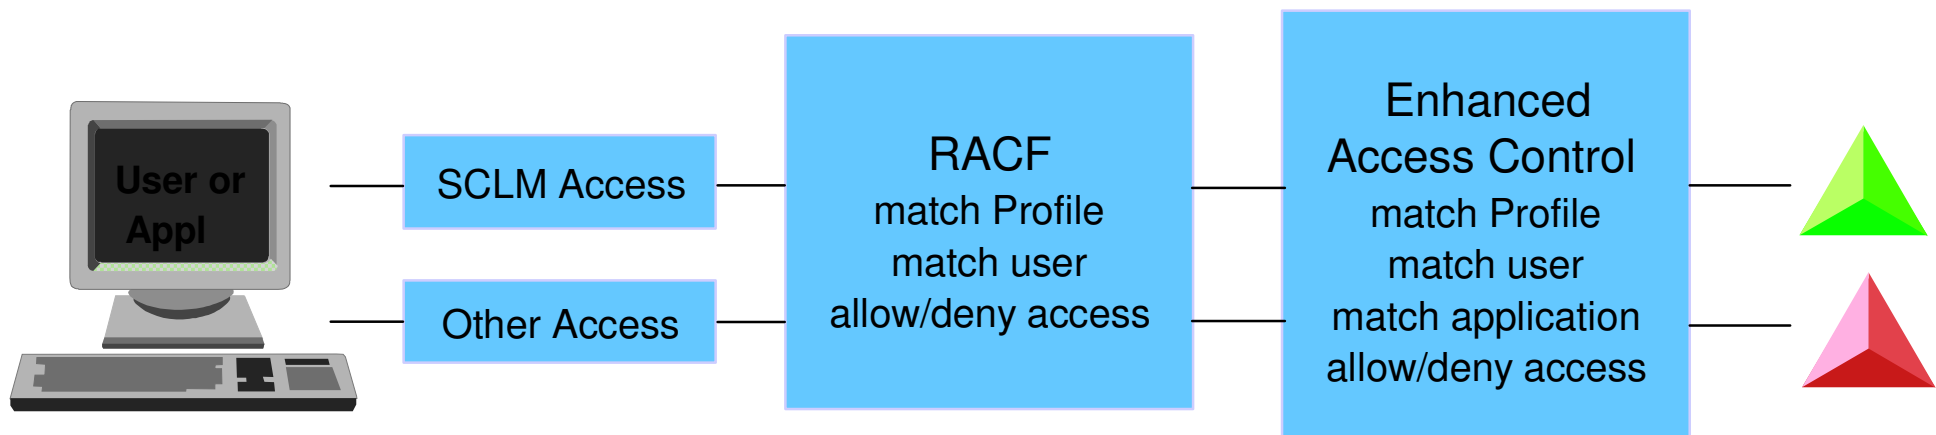 User or
Appl
SCLM Access
Other Access
RACF
match Profile
match user
allow/deny access
Enhanced
Access Control
match Profile
match user
match application
allow/deny access